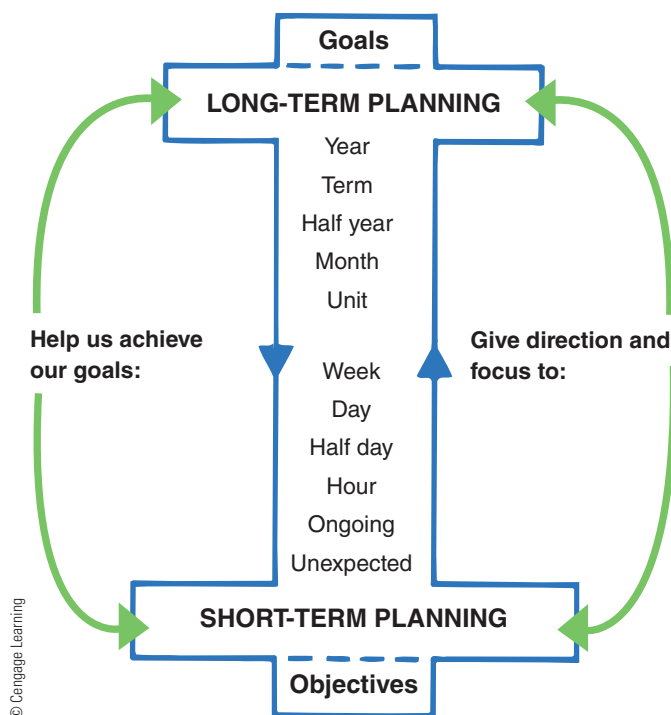 Goals
LONG-TERM PLANNING
Year
Term
Half year
Month
Unit
Help us achieve
our goals:
Give direction and
focus to:
Week
Day
Half day
Hour
Ongoing
Unexpected
SHORT-TERM PLANNING
Objectives
© Cengage Learning